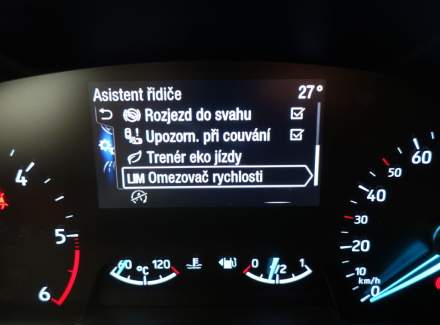 Asistent řidiče 27°
Rozjezd do svahu
Upozorn. při couvání
Trenér eko jízdy
LIM Omezovač rychlosti
4
5
6
60 °C 120
0 1/2 1
60
50
40
30
20
10
km/h 0